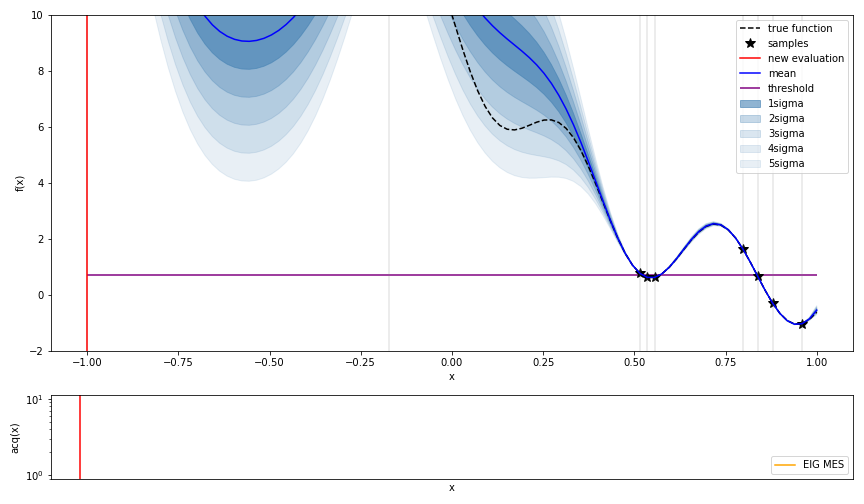 10
8
6
4
2
0
−2
f(x)
−1.00
−0.75
−0.50
−0.25
0.00
0.25
0.50
0.75
1.00
x
true function
samples
new evaluation
mean
threshold
1sigma
2sigma
3sigma
4sigma
5sigma
10¹
10⁰
acq(x)
x
EIG MES